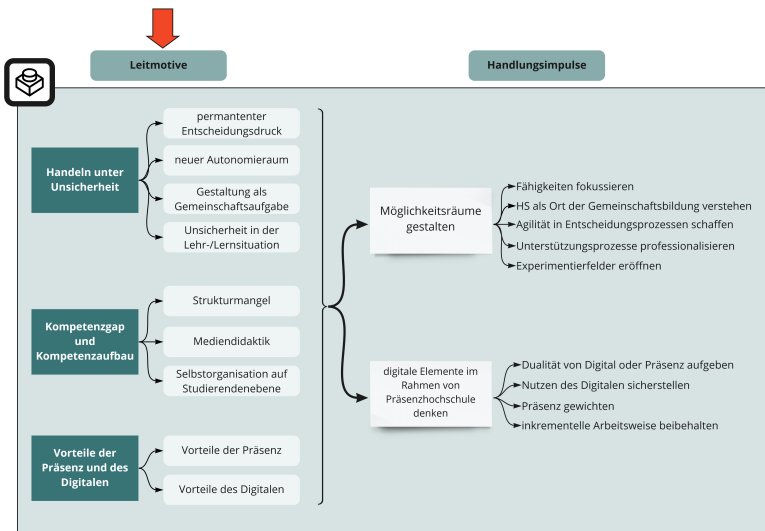 Leitmotive
Handlungsimpulse
Handeln unter
Unsicherheit
permantenter
Entscheidungsdruck
neuer Autonomieraum
Gestaltung als
Gemeinschaftsaufgabe
Unsicherheit in der
Lehr-/Lernsituation
Kompetenzgap
und
Kompetenzaufbau
Strukturmangel
Mediendidaktik
Selbstorganisation auf
Studierendenebene
Vorteile der
Präsenz und des
Digitalen
Vorteile der Präsenz
Vorteile des Digitalen
Möglichkeitsräume
gestalten
Fähigkeiten fokussieren
HS als Ort der Gemeinschaftsbildung verstehen
Agilität in Entscheidungsprozessen schaffen
Unterstützungsprozesse professionalisieren
Experimentierfelder eröffnen
digitale Elemente im
Rahmen von
Präsenzhochschule
denken
Dualität von Digital oder Präsenz aufgeben
Nutzen des Digitalen sicherstellen
Präsenz gewichten
inkrementelle Arbeitsweise beibehalten